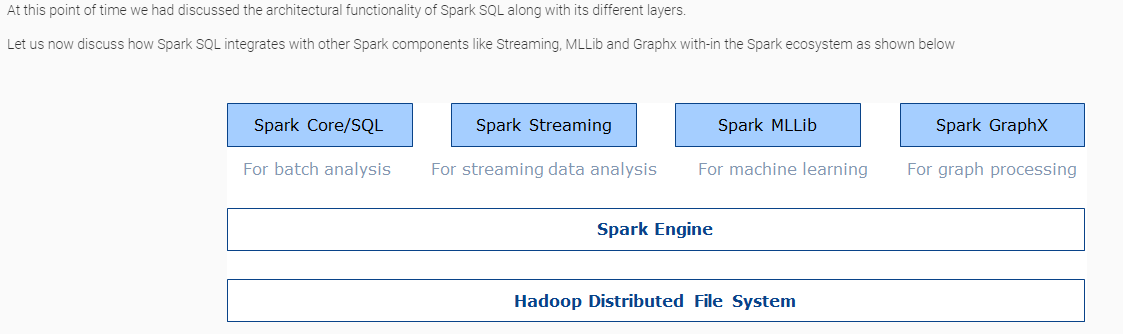 At this point of time we had discussed the architectural functionality of Spark SQL along with its different layers.
Let us now discuss how Spark SQL integrates with other Spark components like Streaming, MLLib and Graphx with-in the Spark ecosystem as shown below
Spark Core/SQL Spark Streaming Spark MLLib Spark GraphX
For batch analysis For streaming data analysis For machine learning For graph processing
Spark Engine
Hadoop Distributed File System